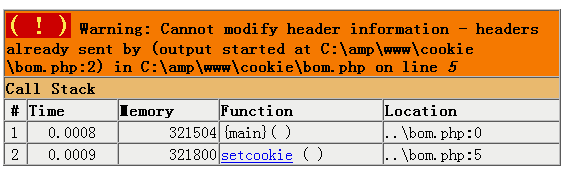 ( ! ) Warning: Cannot modify header information - headers
already sent by (output started at C:\amp\www\cookie
\bom.php:2) in C:\amp\www\cookie\bom.php on line 5
Call Stack
# Time Memory Function Location
1 0.0008 321504 {main}( ) ..\bom.php:0
2 0.0009 321800 setcookie ( ) ..\bom.php:5